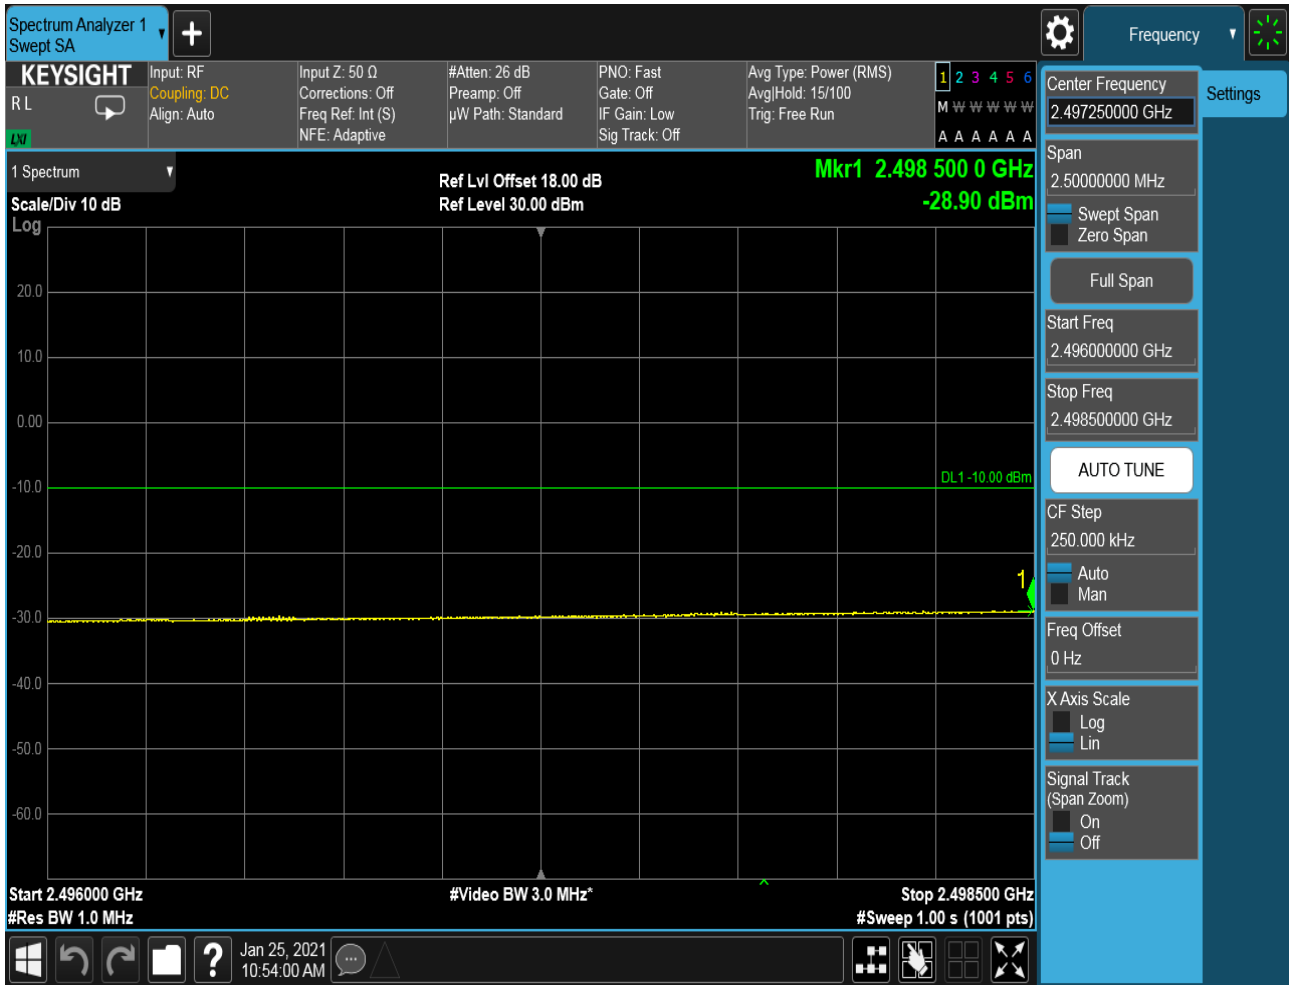 Spectrum Analyzer 1
Swept SA
Frequency
KEYSIGHT
R L
LXI
Input: RF
Coupling: DC
Align: Auto
Input Z: 50 Ω
Corrections: Off
Freq Ref: Int (S)
NFE: Adaptive
#Atten: 26 dB
Preamp: Off
µW Path: Standard
PNO: Fast
Gate: Off
IF Gain: Low
Sig Track: Off
Avg Type: Power (RMS)
Avg|Hold: 15/100
Trig: Free Run
1 2 3 4 5 6
M W W W W W
A A A A A A
1 Spectrum
Scale/Div 10 dB
Log
Ref Lvl Offset 18.00 dB
Ref Level 30.00 dBm
Mkr1 2.498 500 0 GHz
-28.90 dBm
20.0
10.0
0.00
-10.0
-20.0
-30.0
-40.0
-50.0
-60.0
DL1 -10.00 dBm
1
Start 2.496000 GHz
#Res BW 1.0 MHz
#Video BW 3.0 MHz*
Stop 2.498500 GHz
#Sweep 1.00 s (1001 pts)
Jan 25, 2021
10:54:00 AM
Center Frequency
2.497250000 GHz
Settings
Span
2.50000000 MHz
Swept Span
Zero Span
Full Span
Start Freq
2.496000000 GHz
Stop Freq
2.498500000 GHz
AUTO TUNE
CF Step
250.000 kHz
Auto
Man
Freq Offset
0 Hz
X Axis Scale
Log
Lin
Signal Track
(Span Zoom)
On
Off